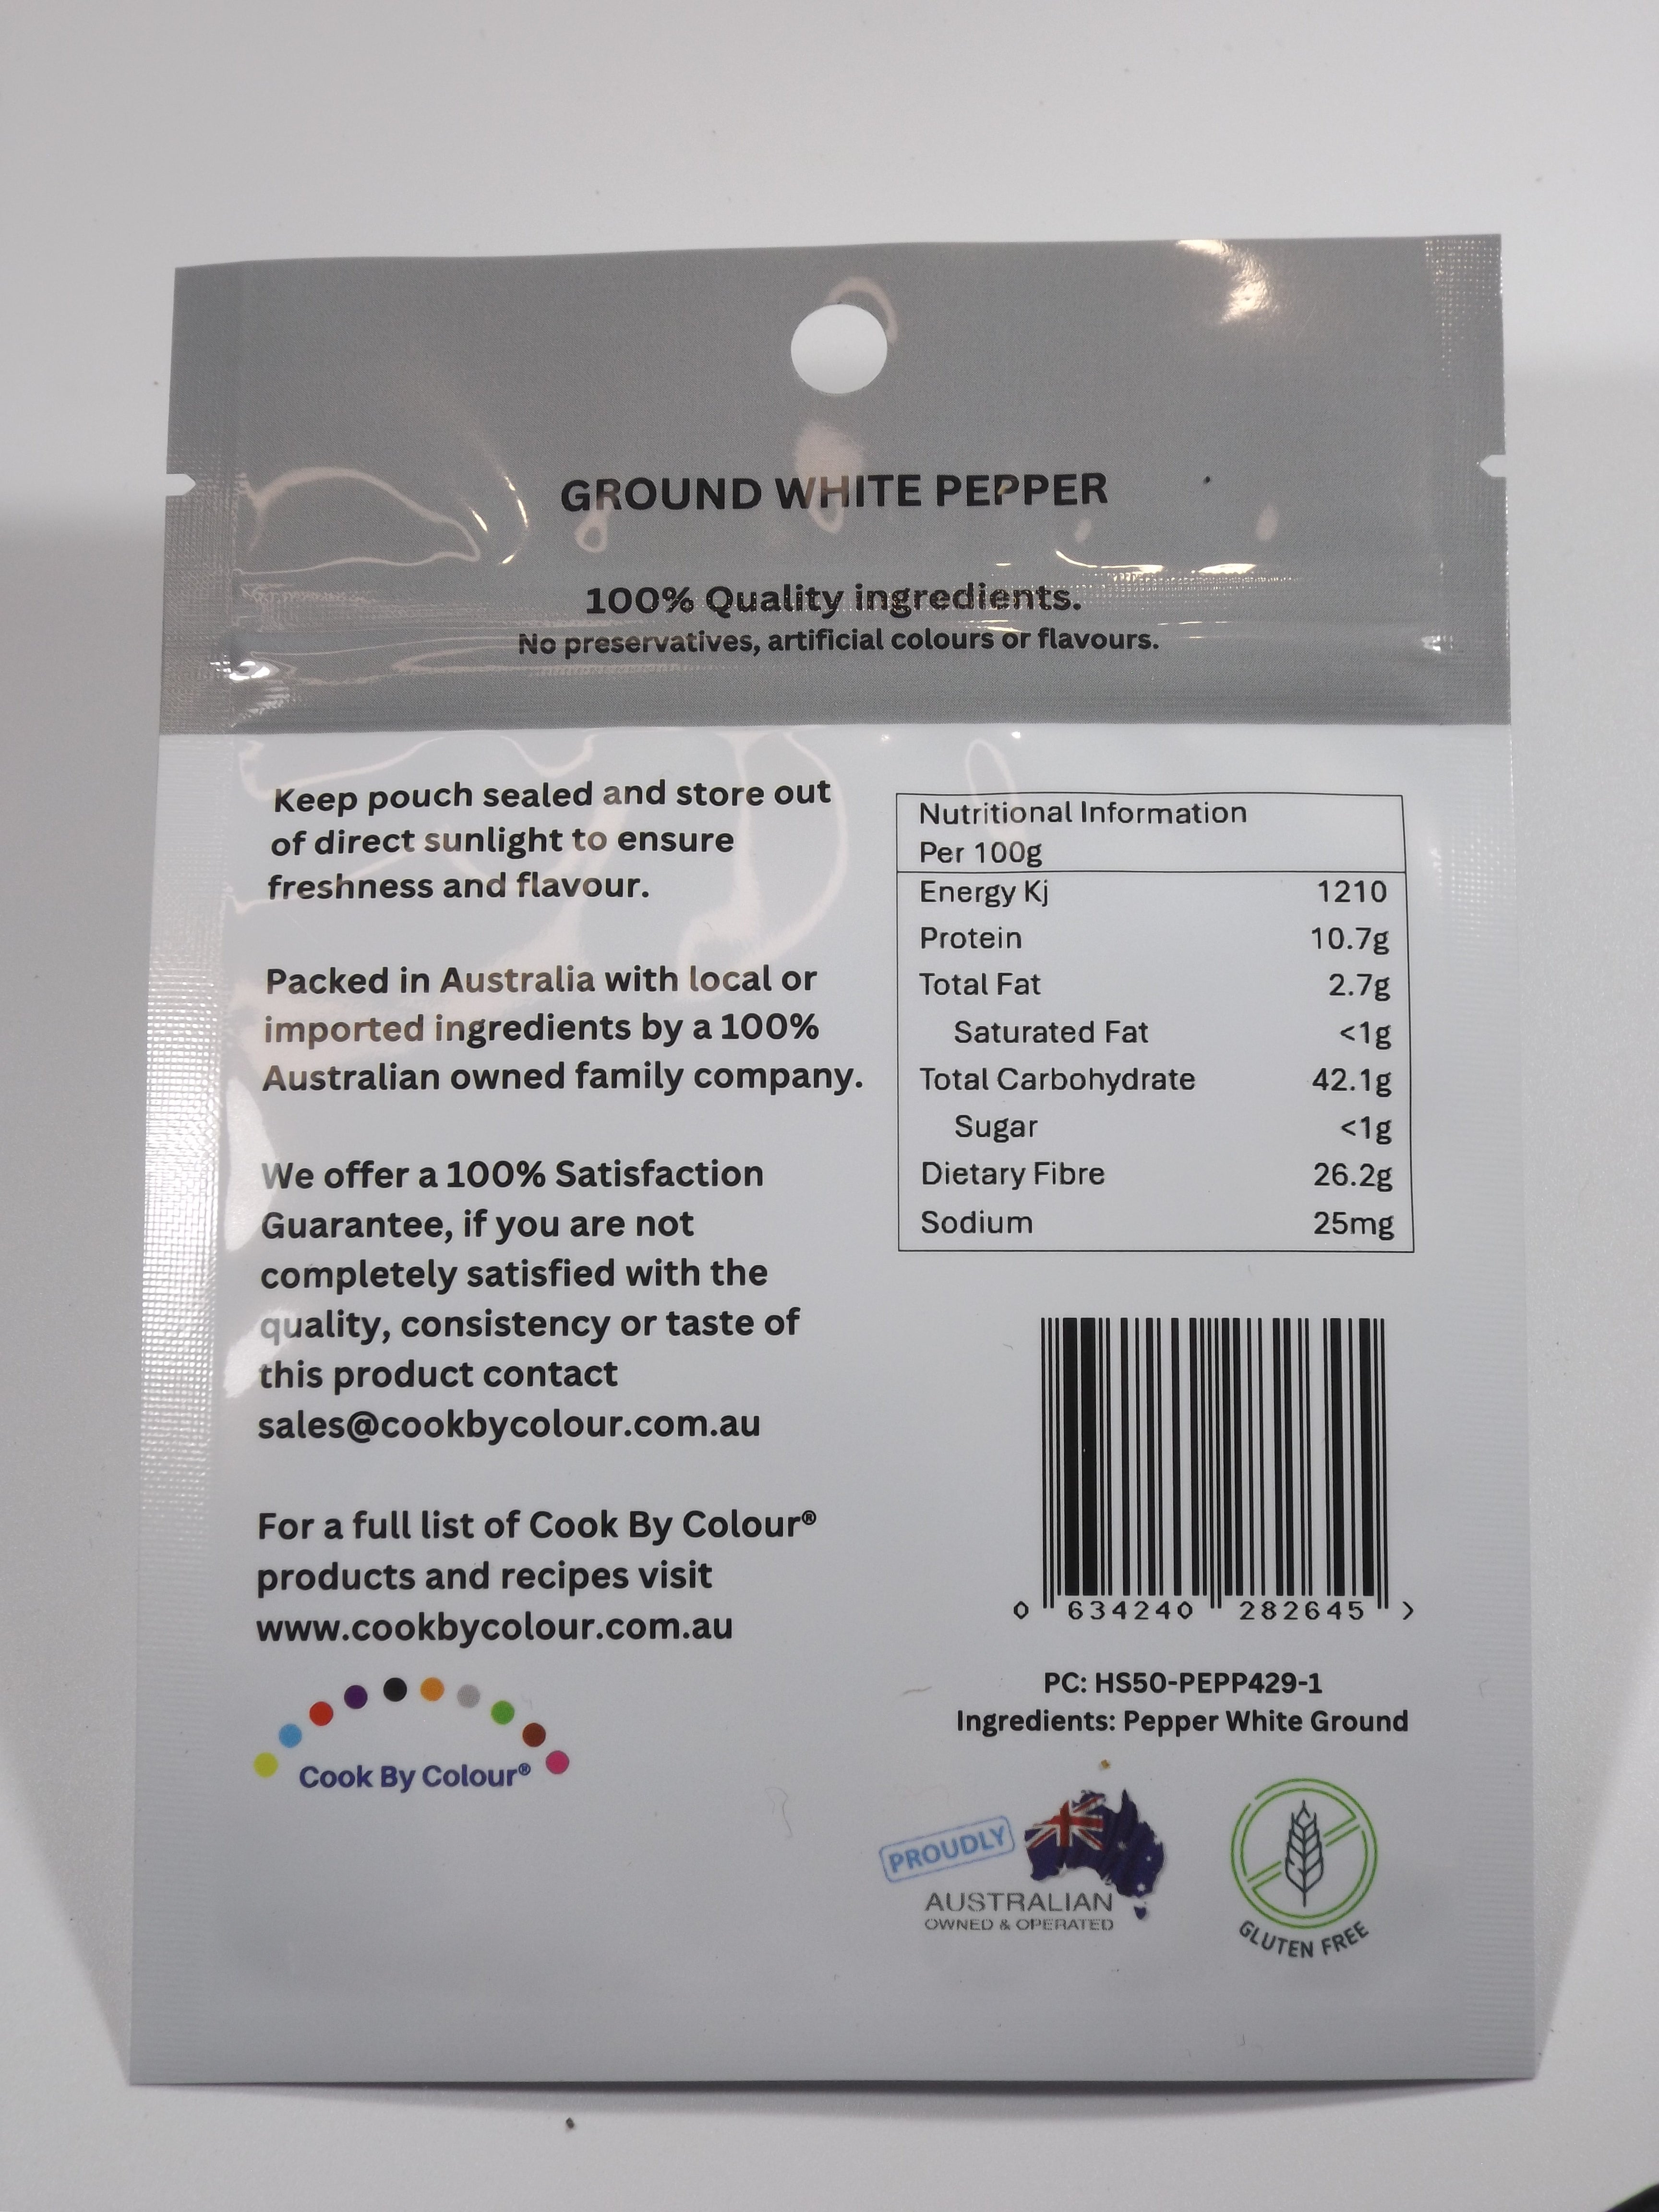 GROUND WHITE PEPPER
100% Quality ingredients.
No preservatives, artificial colours or flavours.
Keep pouch sealed and store out
of direct sunlight to ensure
freshness and flavour.
Packed in Australia with local or
imported ingredients by a 100%
Australian owned family company.
We offer a 100% Satisfaction
Guarantee, if you are not
completely satisfied with the
quality, consistency or taste of
this product contact
sales@cookbycolour.com.au
For a full list of Cook By Colour®
products and recipes visit
www.cookbycolour.com.au
Cook By Colour®
Nutritional Information
Per 100g
Energy Kj 1210
Protein 10.7g
Total Fat 2.7g
Saturated Fat <1g
Total Carbohydrate 42.1g
Sugar <1g
Dietary Fibre 26.2g
Sodium 25mg
0 634240 282645 >
PC: HS50-PEPP429-1
Ingredients: Pepper White Ground
PROUDLY
AUSTRALIAN
OWNED & OPERATED
GLUTEN FREE